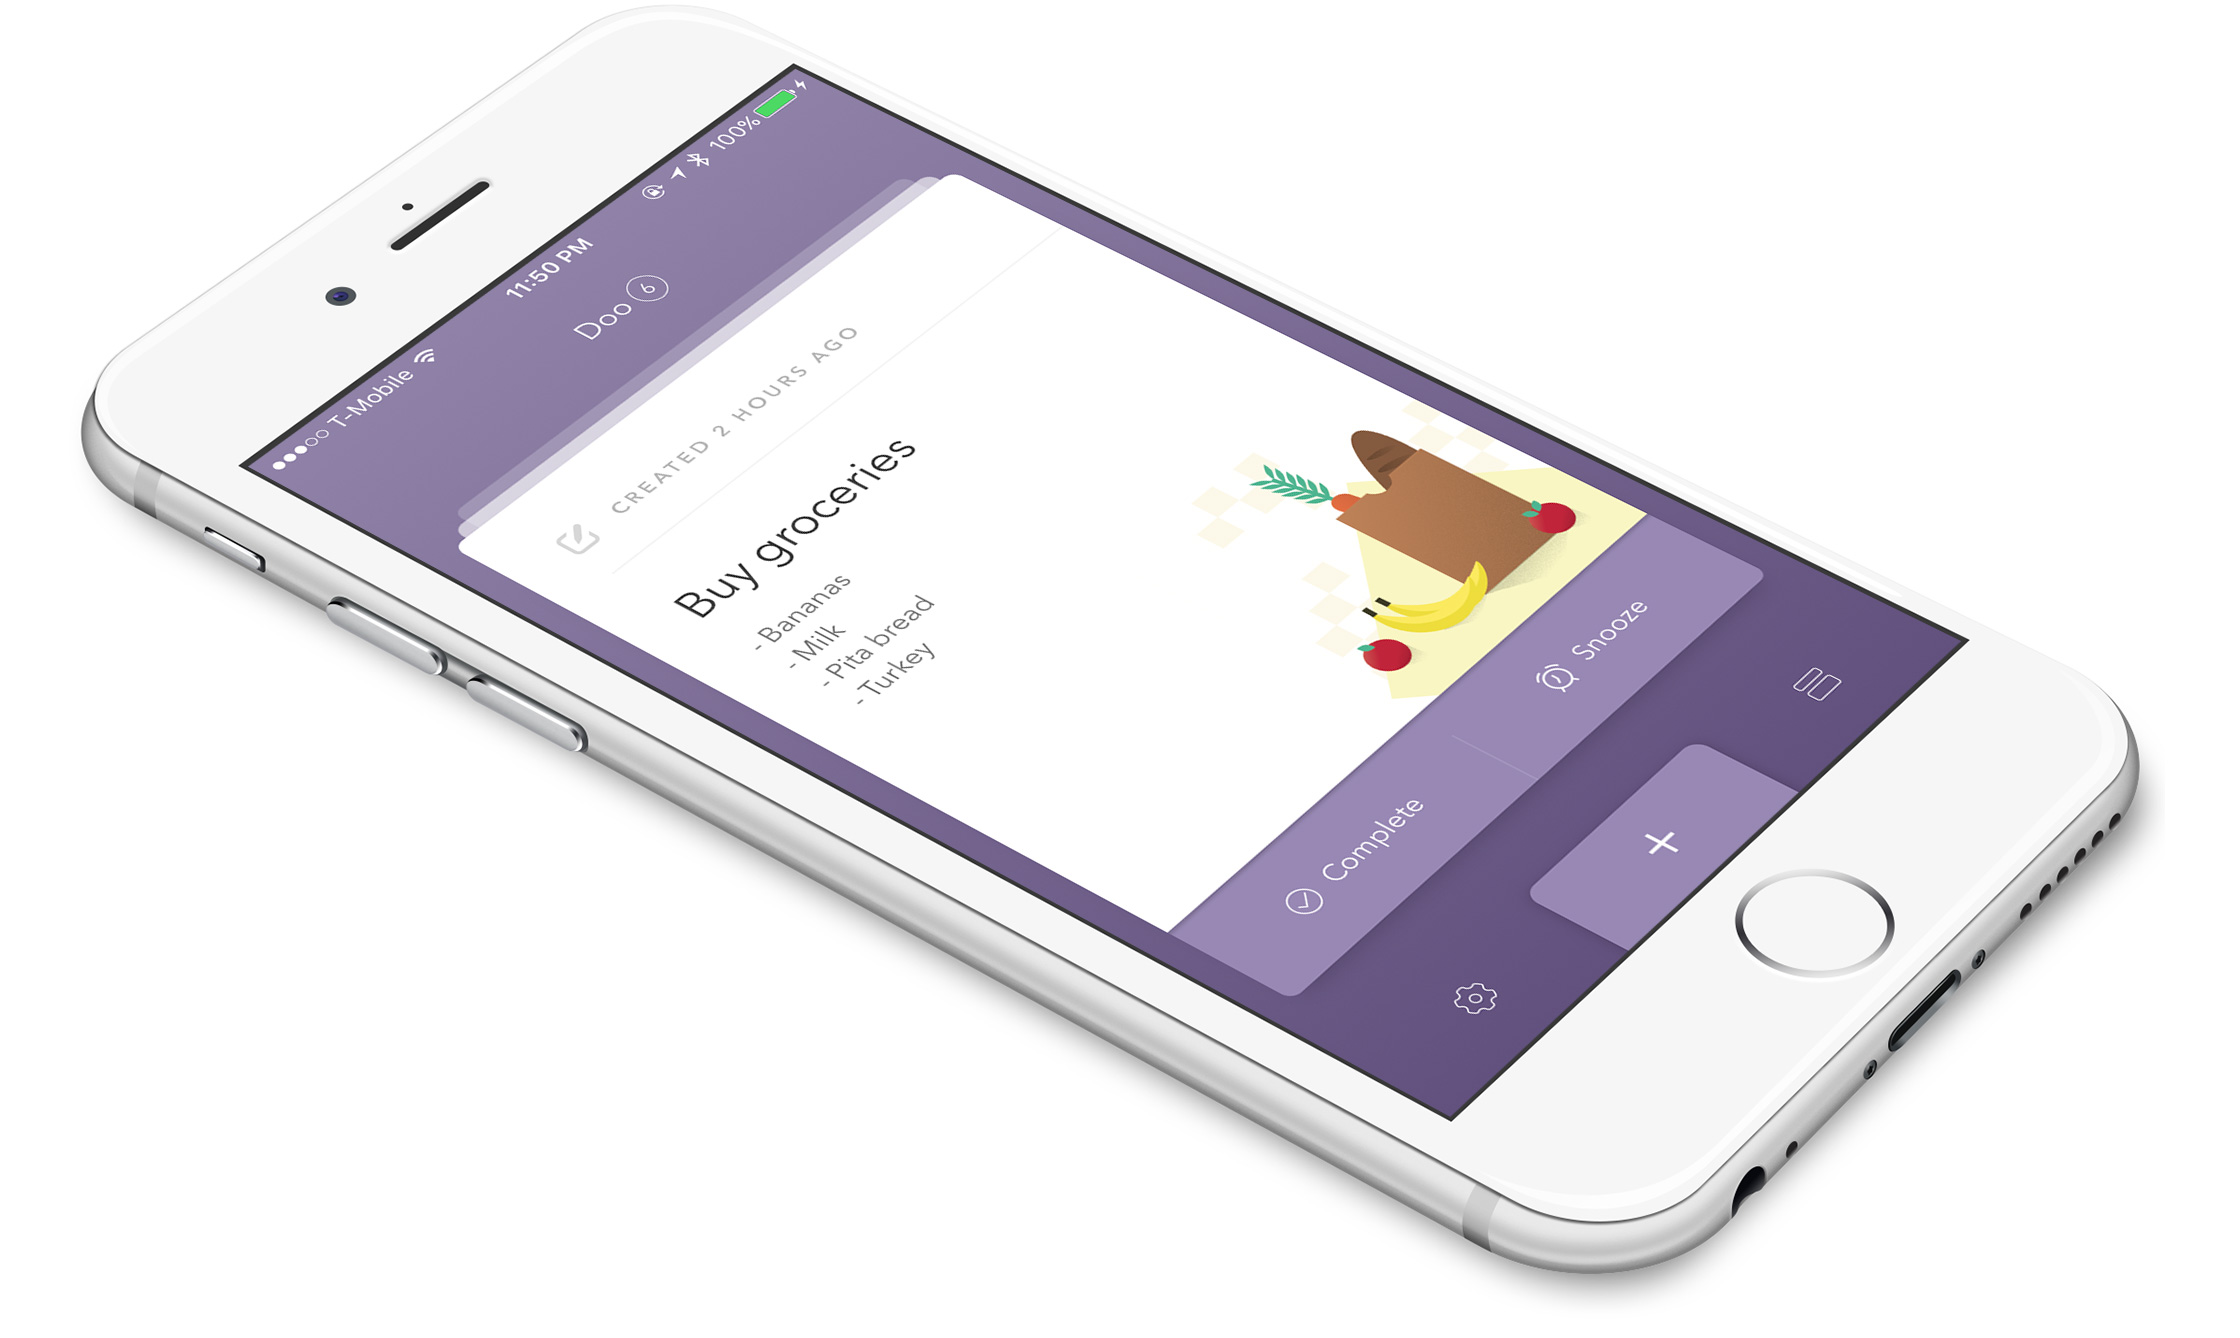 T-Mobile
11:50 PM
100%
Doo 6
CREATED 2 HOURS AGO
Buy groceries
- Bananas
- Milk
- Pita bread
- Turkey
Complete
Snooze
+